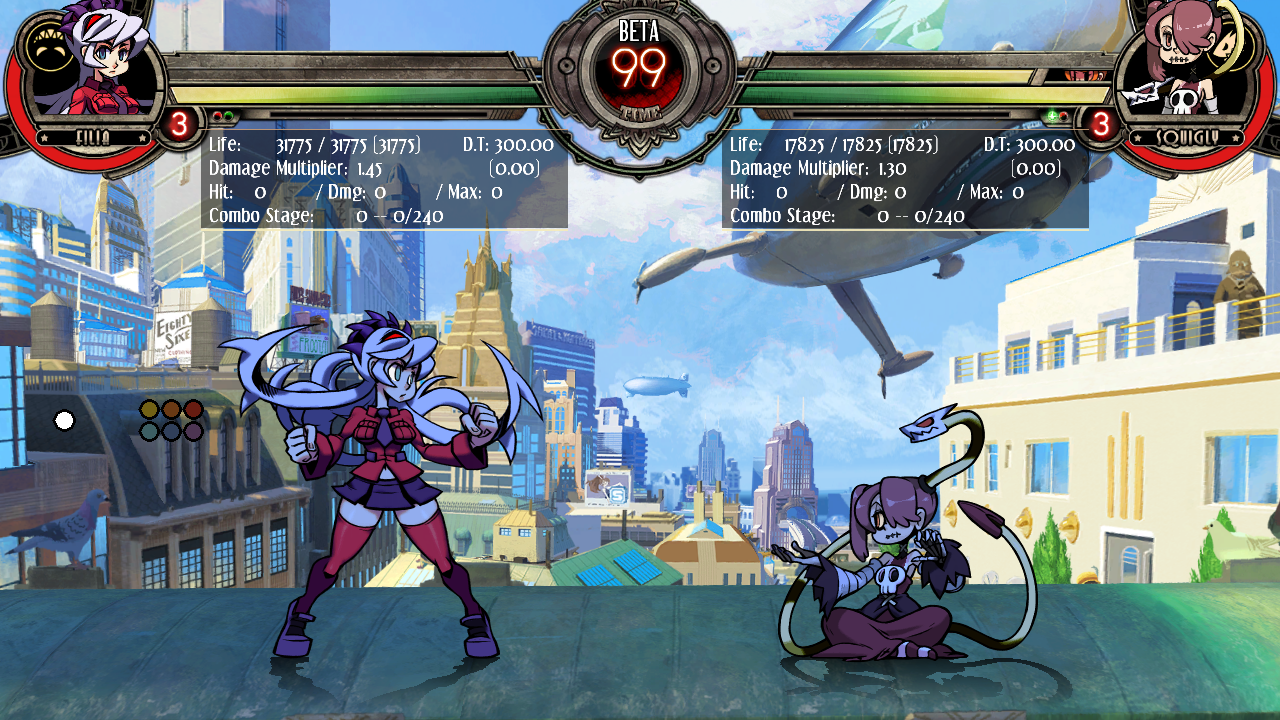 BETA
99
TIME
3
3
FILIA
SQUIGLY
Life: 31775 / 31775 [31775] D.T: 300.00
Damage Multiplier: 1.45 [0.00]
Hit: 0 / Dmg: 0 / Max: 0
Combo Stage: 0 -- 0/240
Life: 17825 / 17825 [17825] D.T: 300.00
Damage Multiplier: 1.30 [0.00]
Hit: 0 / Dmg: 0 / Max: 0
Combo Stage: 0 -- 0/240
EIGHTY
SIXE
S